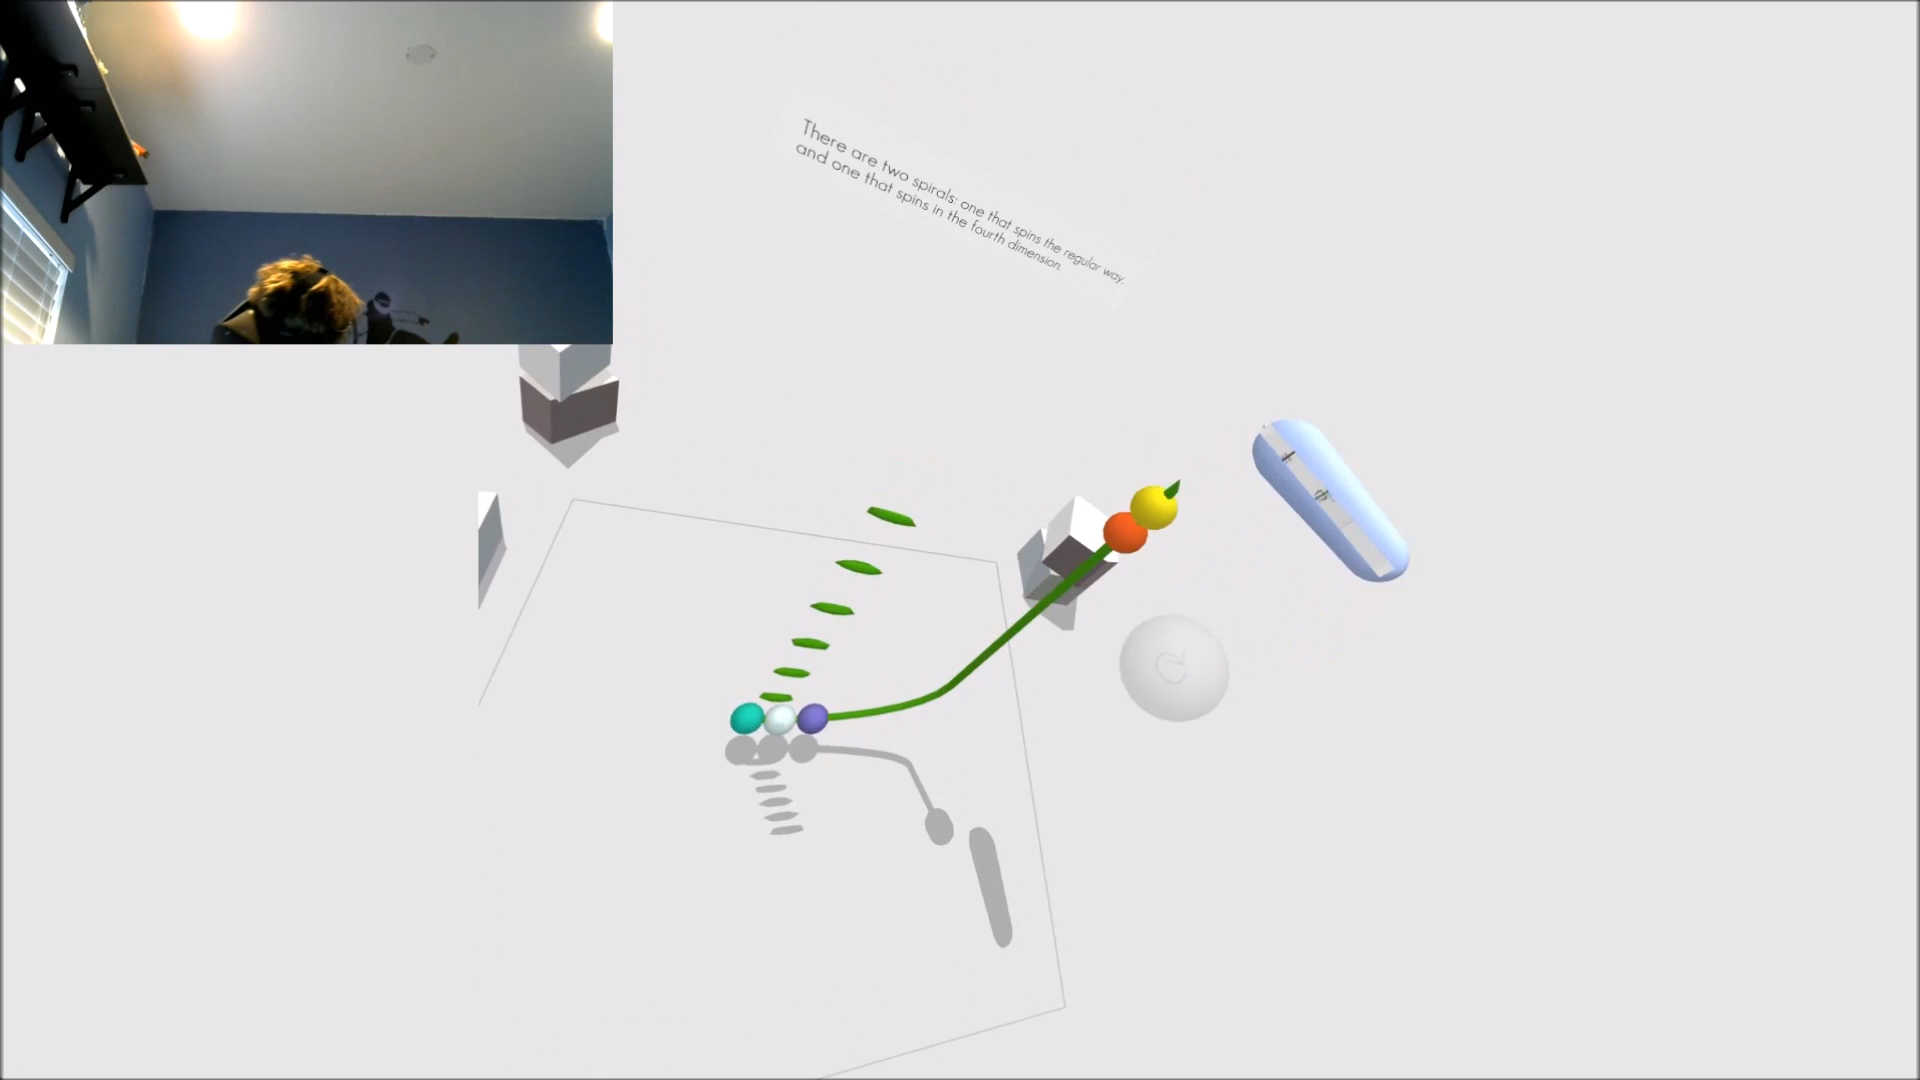 There are two spirals: one that spins the regular way,
and one that spins in the fourth dimension.